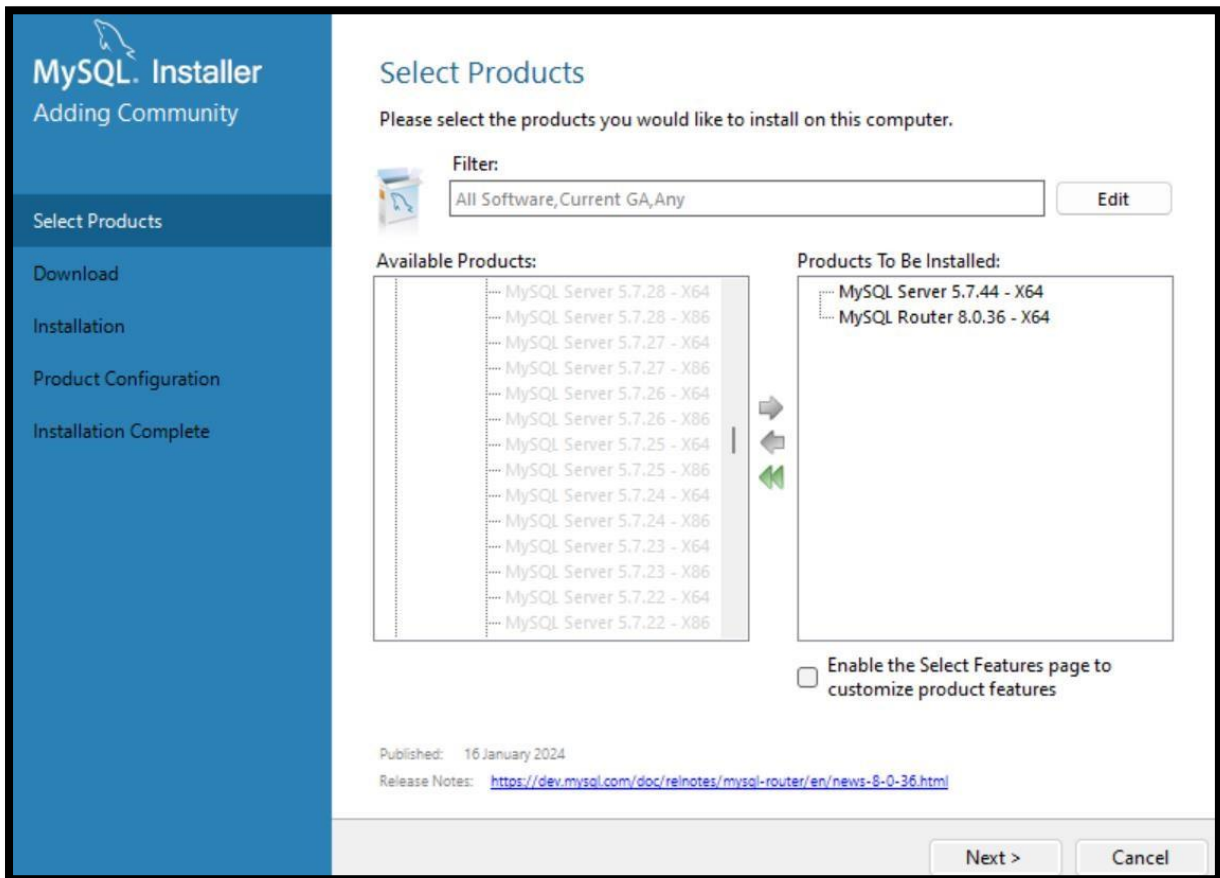 MySQL. Installer
Adding Community
Select Products
Download
Installation
Product Configuration
Installation Complete
Select Products
Please select the products you would like to install on this computer.
Filter:
All Software,Current GA,Any
Edit
Available Products:
MySQL Server 5.7.28 - X64
MySQL Server 5.7.28 - X86
MySQL Server 5.7.27 - X64
MySQL Server 5.7.27 - X86
MySQL Server 5.7.26 - X64
MySQL Server 5.7.26 - X86
MySQL Server 5.7.25 - X64
MySQL Server 5.7.25 - X86
MySQL Server 5.7.24 - X64
MySQL Server 5.7.24 - X86
MySQL Server 5.7.23 - X64
MySQL Server 5.7.23 - X86
MySQL Server 5.7.22 - X64
MySQL Server 5.7.22 - X86
Products To Be Installed:
MySQL Server 5.7.44 - X64
MySQL Router 8.0.36 - X64
Enable the Select Features page to
customize product features
Published: 16 January 2024
Release Notes: https://dev.mysql.com/doc/relnotes/mysql-router/en/news-8-0-36.html
Next >
Cancel